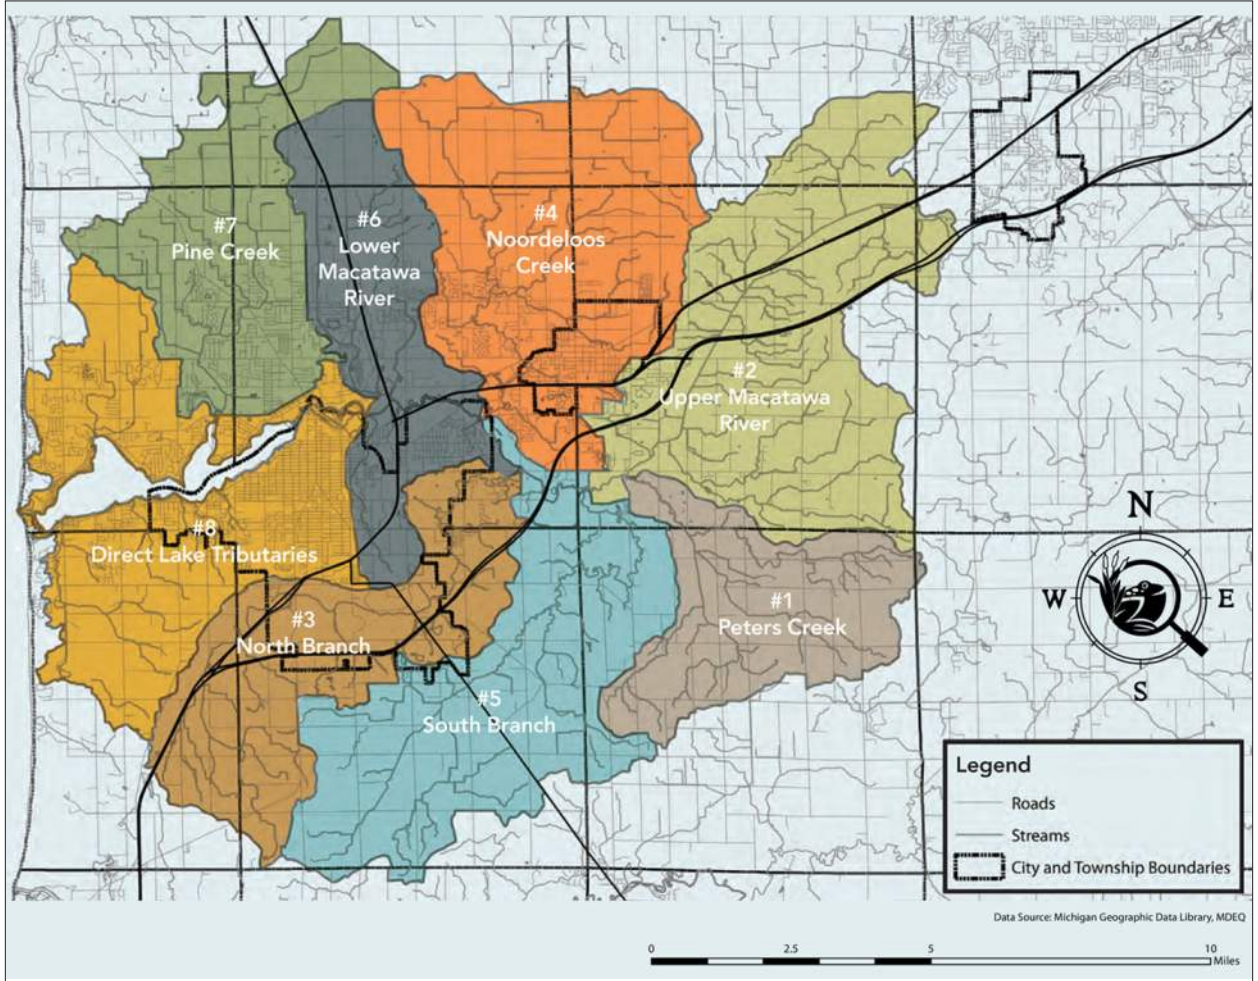 #7
Pine Creek
#6
Lower
Macatawa
River
#4
Noordeloos
Creek
#2
Upper Macatawa
River
#8
Direct Lake Tributaries
#3
North Branch
#1
Peters Creek
#5
South Branch
N
W
E
S
Legend
Roads
Streams
City and Township Boundaries
Data Source: Michigan Geographic Data Library, MDEQ
0 2.5 5 10
Miles